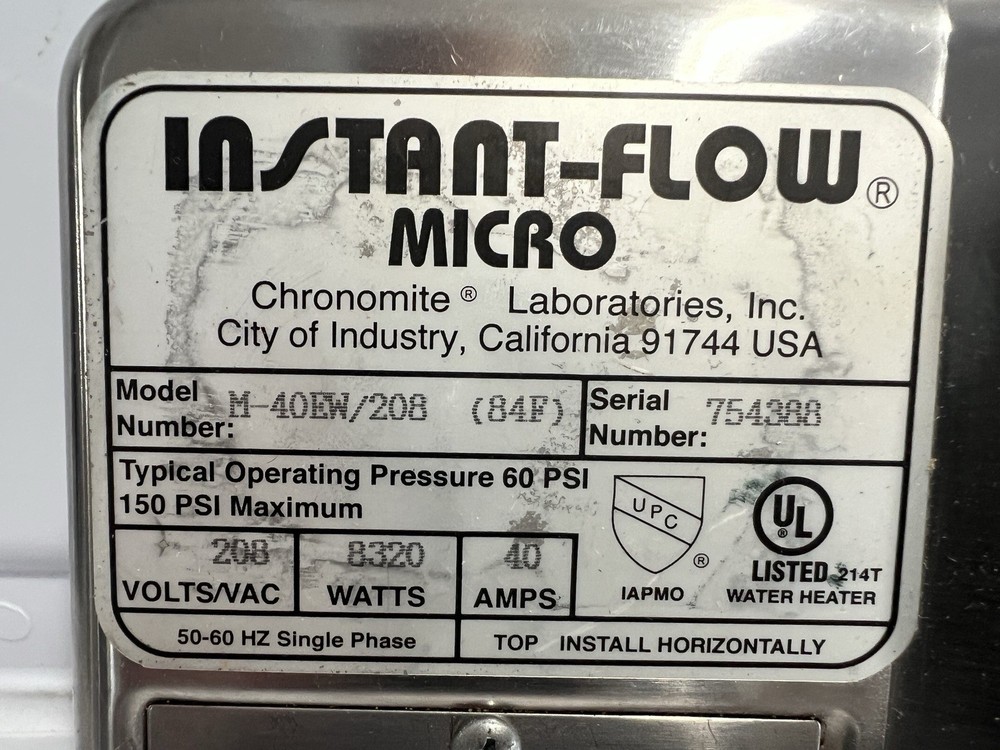 INSTANT-FLOW®
MICRO
Chronomite® Laboratories, Inc.
City of Industry, California 91744 USA
Model Number: M-40EW/208 (84F)
Serial Number: 754388
Typical Operating Pressure 60 PSI
150 PSI Maximum
UPC®
IAPMO
UL®
LISTED 214T
WATER HEATER
208
VOLTS/VAC
8320
WATTS
40
AMPS
50-60 HZ Single Phase
TOP INSTALL HORIZONTALLY